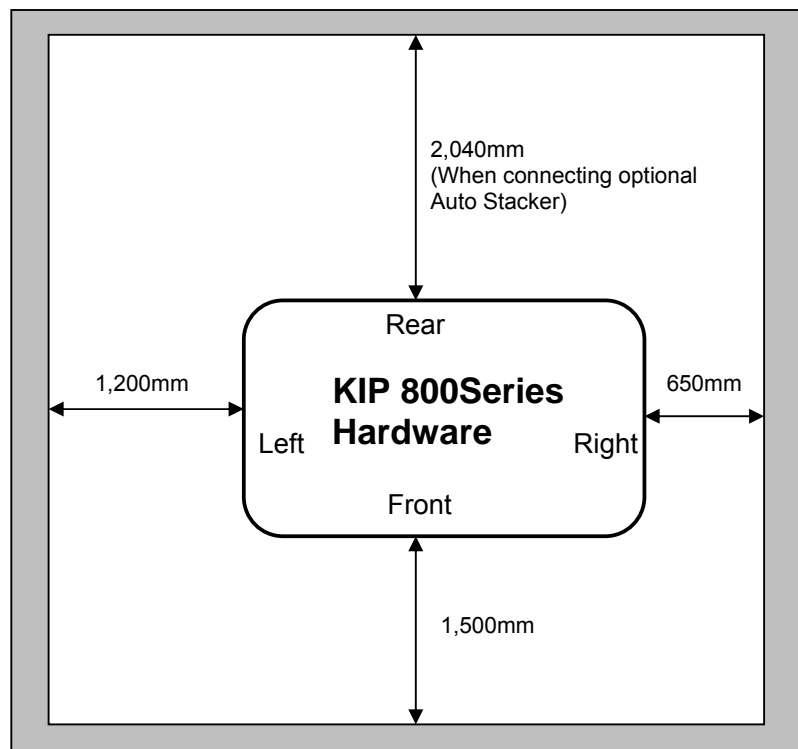 2,040mm
(When connecting optional
Auto Stacker)
Rear
1,200mm
KIP 800Series
Hardware
650mm
Left
Right
Front
1,500mm